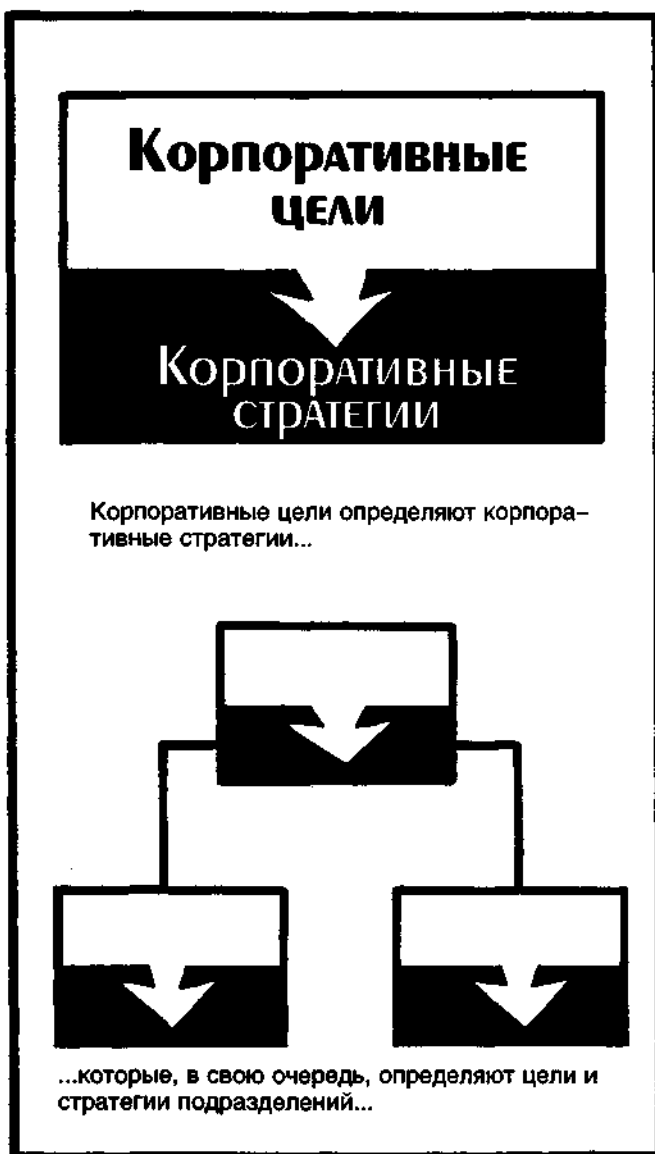 Корпоративные
цели
Корпоративные
стратегии
Корпоративные цели определяют корпора-
тивные стратегии...
...которые, в свою очередь, определяют цели и
стратегии подразделений...